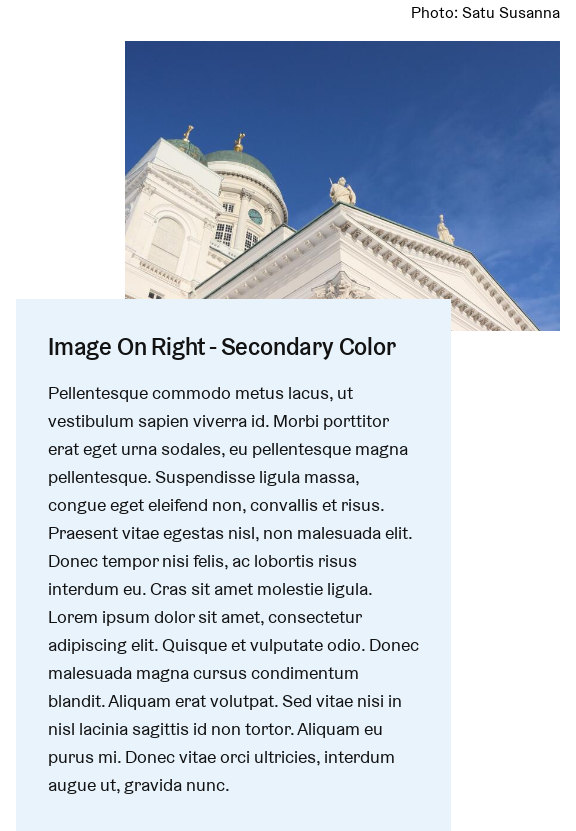 Photo: Satu Susanna
Image On Right - Secondary Color
Pellentesque commodo metus lacus, ut
vestibulum sapien viverra id. Morbi porttitor
erat eget urna sodales, eu pellentesque magna
pellentesque. Suspendisse ligula massa,
congue eget eleifend non, convallis et risus.
Praesent vitae egestas nisl, non malesuada elit.
Donec tempor nisi felis, ac lobortis risus
interdum eu. Cras sit amet molestie ligula.
Lorem ipsum dolor sit amet, consectetur
adipiscing elit. Quisque et vulputate odio. Donec
malesuada magna cursus condimentum
blandit. Aliquam erat volutpat. Sed vitae nisi in
nisl lacinia sagittis id non tortor. Aliquam eu
purus mi. Donec vitae orci ultricies, interdum
augue ut, gravida nunc.